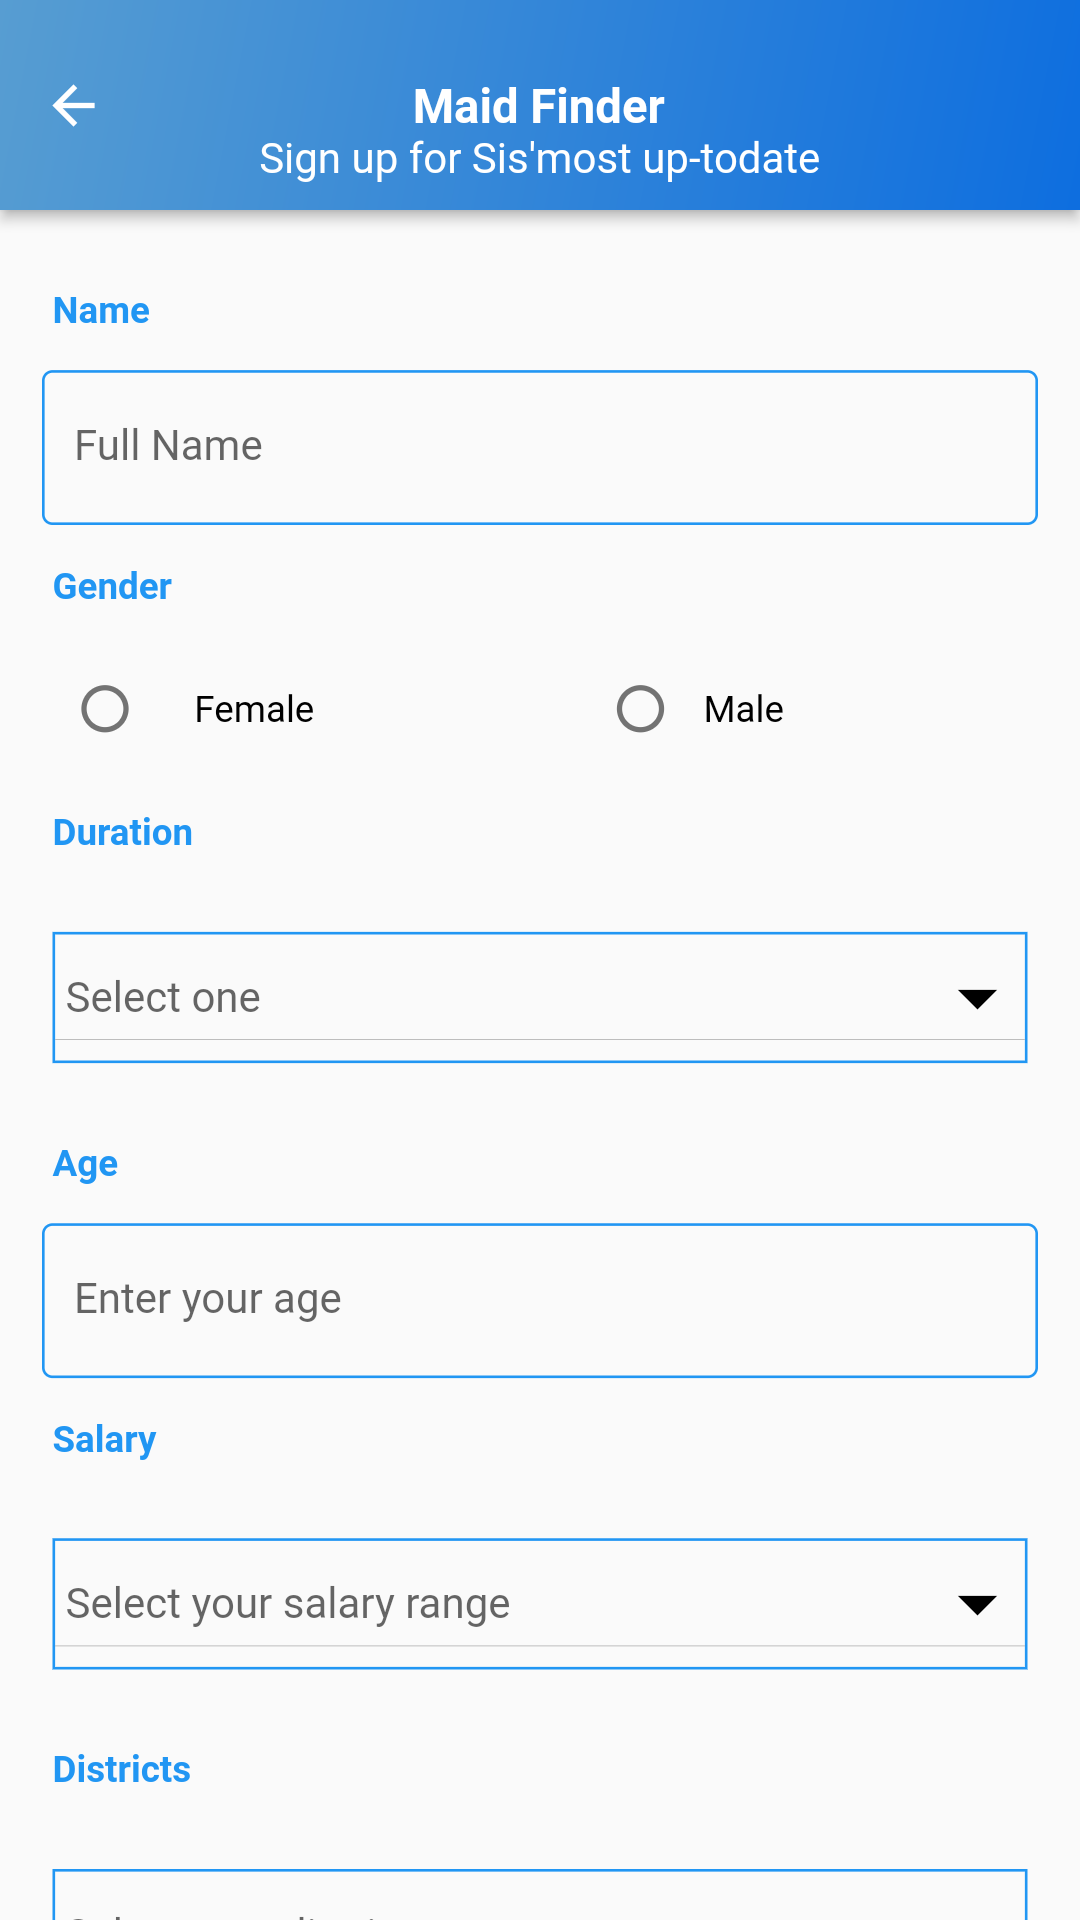 Maid Finder
Sign up for Sis'most up-todate
Name
Full Name
Gender
Female
Male
Duration
Select one
Age
Enter your age
Salary
Select your salary range
Districts